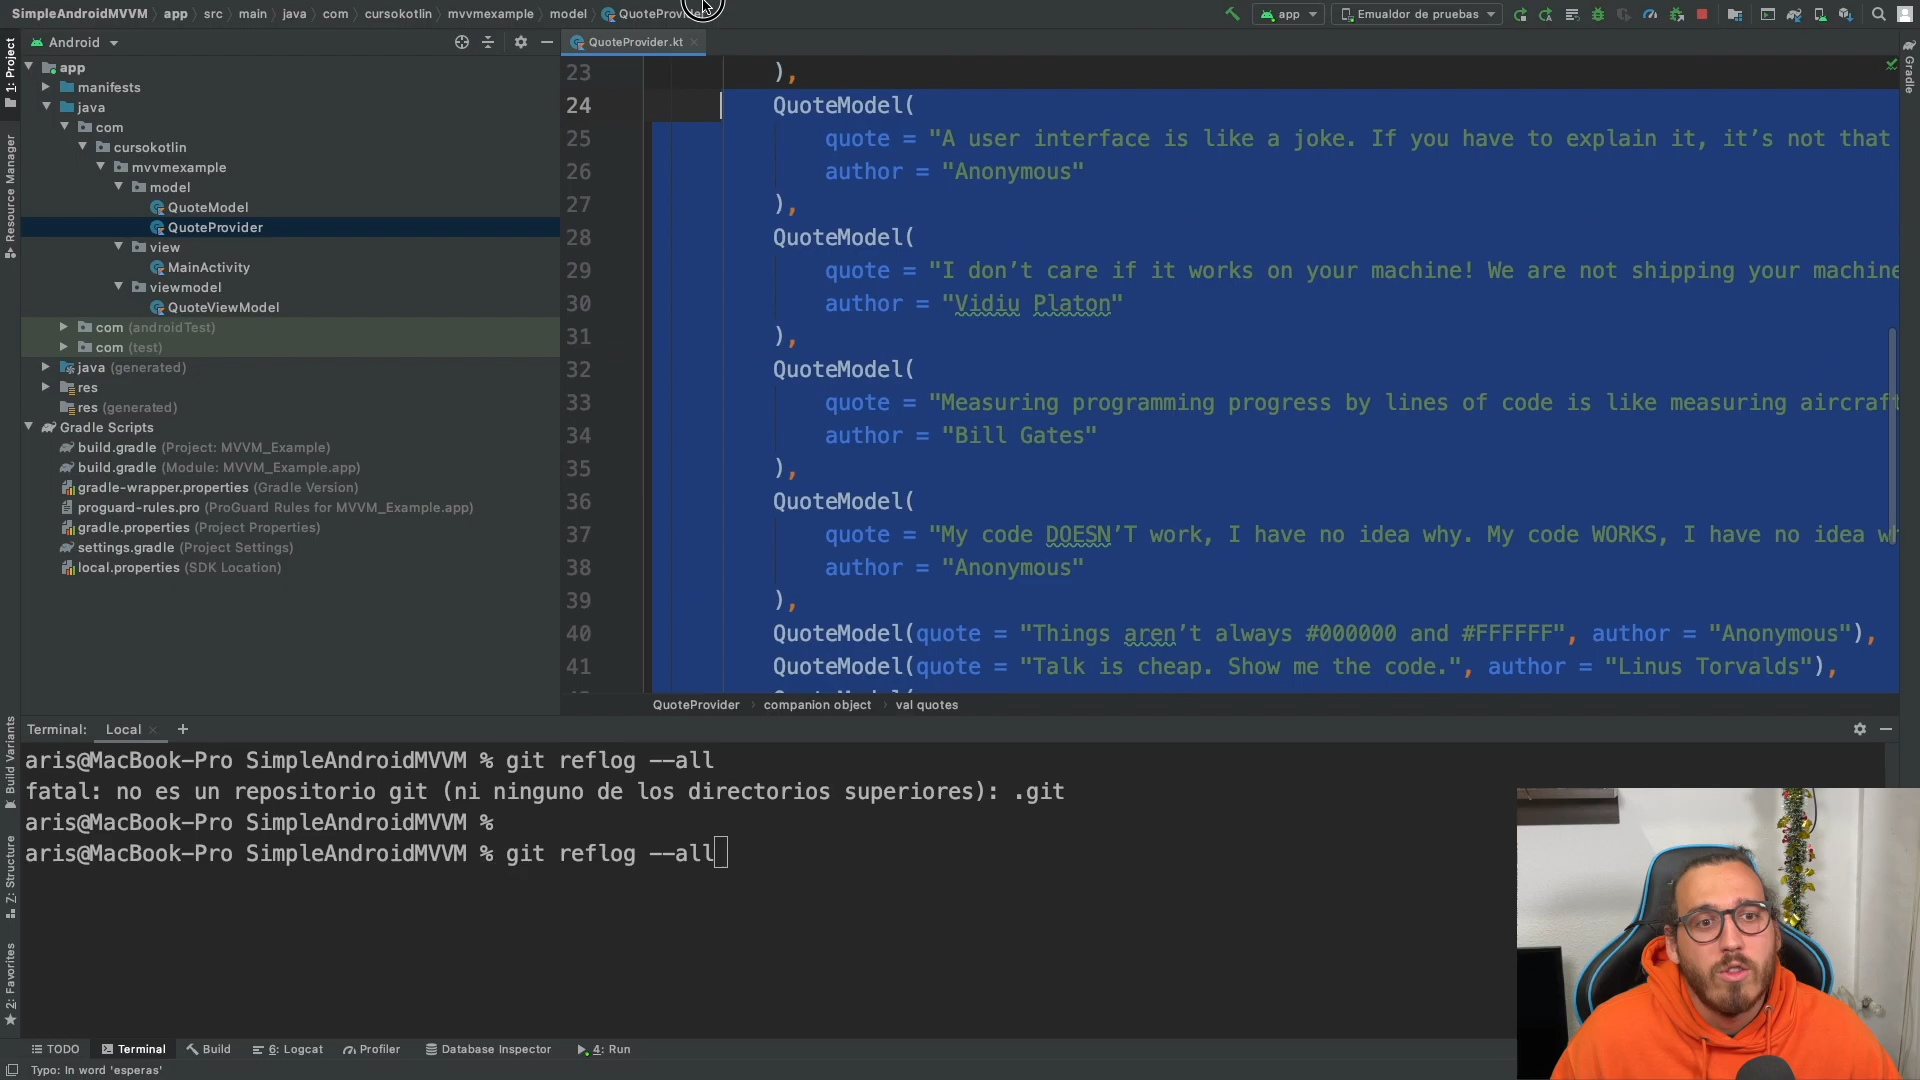 SimpleAndroidMVVM > app > src > main > java > com > cursokotlin > mvvmexample > model > QuoteProvider
app
Emualdor de pruebas
Android
QuoteProvider.kt
1: Project
Resource Manager
Build Variants
Z: Structure
2: Favorites
Gradle
app
manifests
java
com
cursokotlin
mvvmexample
model
QuoteModel
QuoteProvider
view
MainActivity
viewmodel
QuoteViewModel
com (androidTest)
com (test)
java (generated)
res
res (generated)
Gradle Scripts
build.gradle (Project: MVVM_Example)
build.gradle (Module: MVVM_Example.app)
gradle-wrapper.properties (Gradle Version)
proguard-rules.pro (ProGuard Rules for MVVM_Example.app)
gradle.properties (Project Properties)
settings.gradle (Project Settings)
local.properties (SDK Location)
23 ),
24 QuoteModel(
25 quote = "A user interface is like a joke. If you have to explain it, it’s not that
26 author = "Anonymous"
27 ),
28 QuoteModel(
29 quote = "I don’t care if it works on your machine! We are not shipping your machine
30 author = "Vidiu Platon"
31 ),
32 QuoteModel(
33 quote = "Measuring programming progress by lines of code is like measuring aircraft
34 author = "Bill Gates"
35 ),
36 QuoteModel(
37 quote = "My code DOESN’T work, I have no idea why. My code WORKS, I have no idea wh
38 author = "Anonymous"
39 ),
40 QuoteModel(quote = "Things aren’t always #000000 and #FFFFFF", author = "Anonymous"),
41 QuoteModel(quote = "Talk is cheap. Show me the code.", author = "Linus Torvalds"),
QuoteProvider > companion object > val quotes
Terminal: Local +
aris@MacBook-Pro SimpleAndroidMVVM % git reflog --all
fatal: no es un repositorio git (ni ninguno de los directorios superiores): .git
aris@MacBook-Pro SimpleAndroidMVVM %
aris@MacBook-Pro SimpleAndroidMVVM % git reflog --all
TODO Terminal Build 6: Logcat Profiler Database Inspector 4: Run
Typo: In word 'esperas'